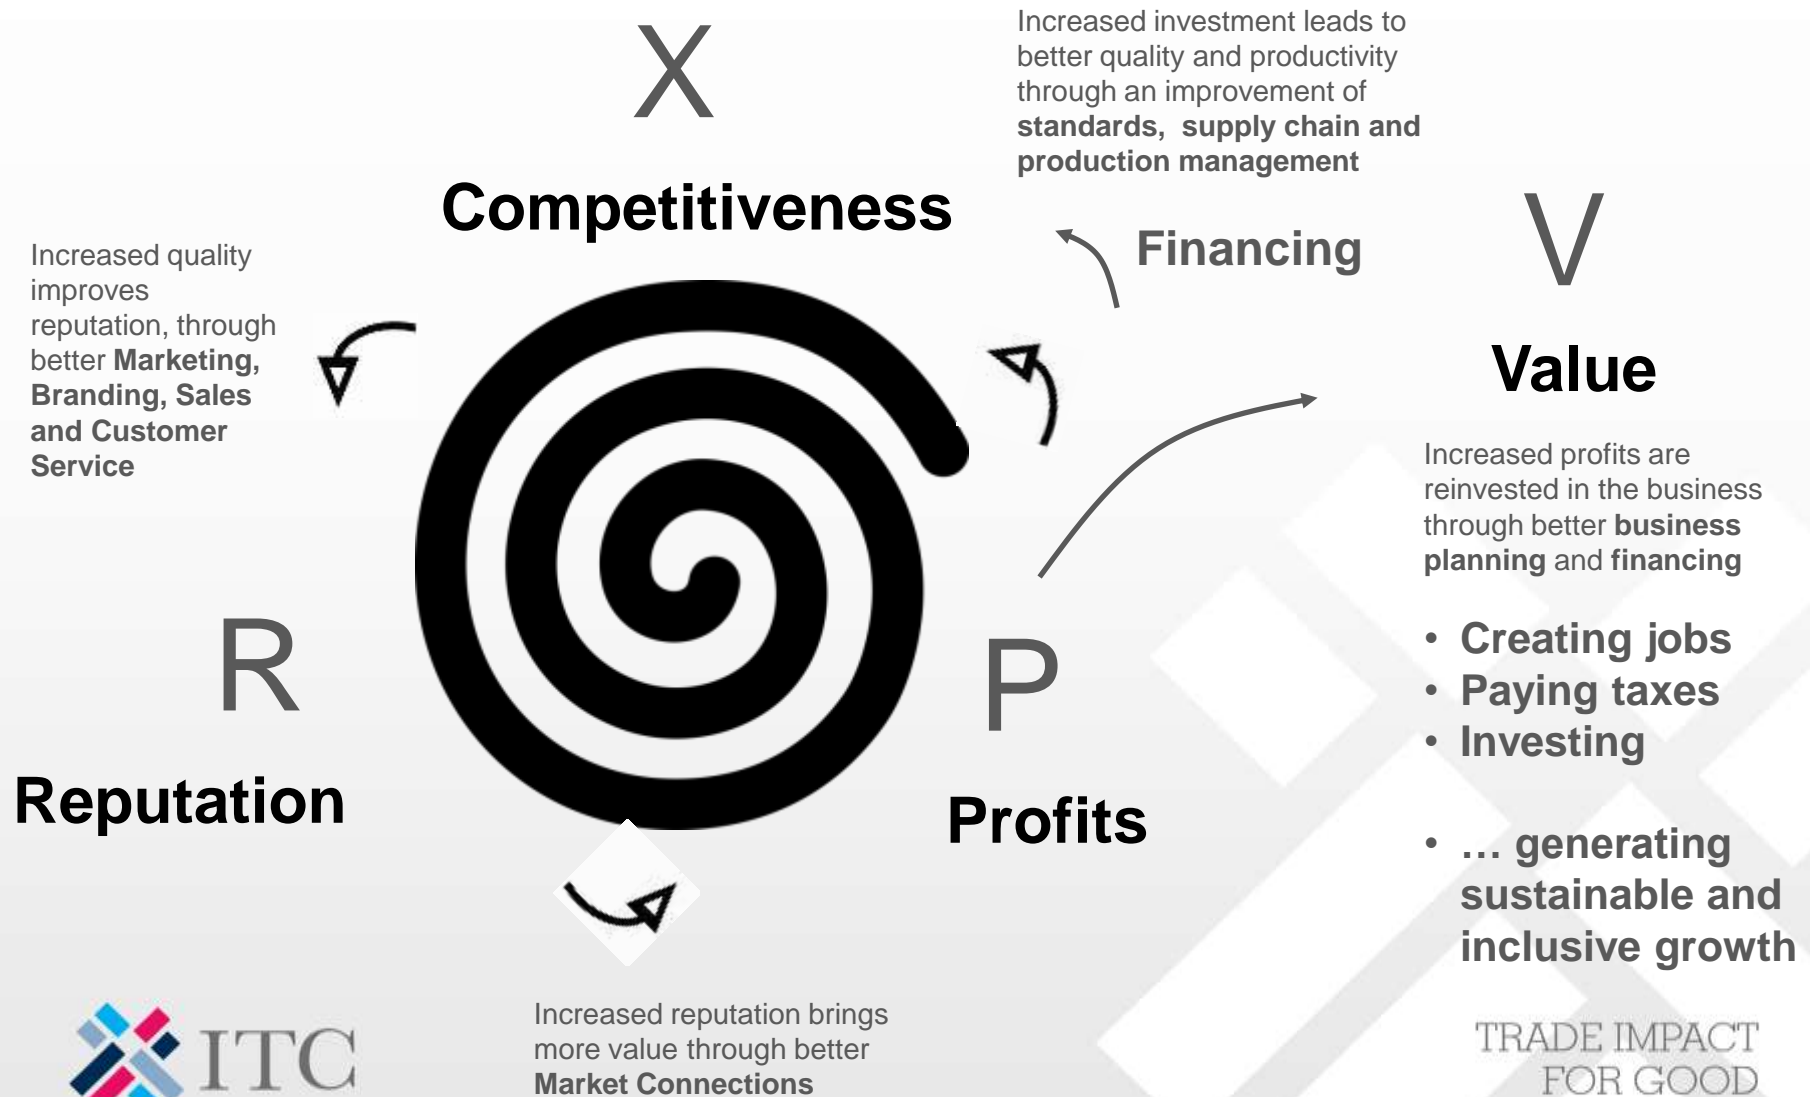 X
Competitiveness
Increased investment leads to
better quality and productivity
through an improvement of
standards, supply chain and
production management
Financing
V
Value
Increased quality
improves
reputation, through
better Marketing,
Branding, Sales
and Customer
Service
Increased profits are
reinvested in the business
through better business
planning and financing
• Creating jobs
• Paying taxes
• Investing
• … generating
sustainable and
inclusive growth
R
Reputation
P
Profits
Increased reputation brings
more value through better
Market Connections
ITC
TRADE IMPACT
FOR GOOD